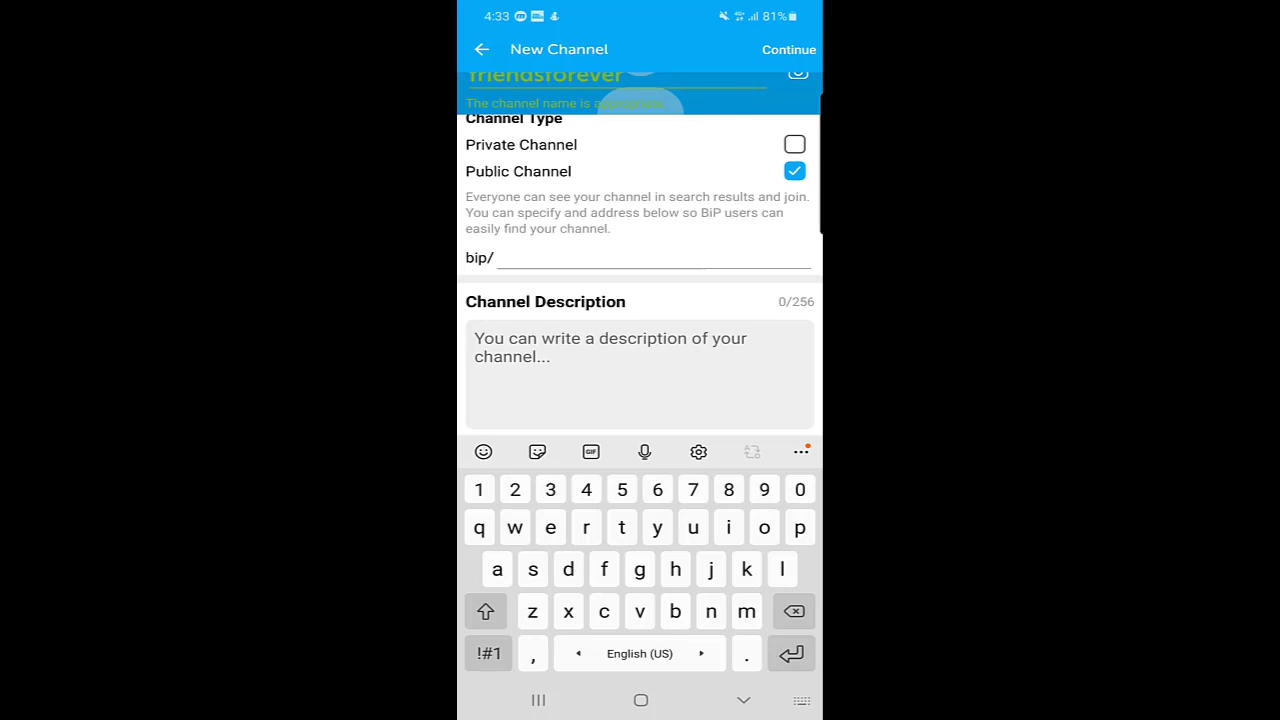 4:33 81%
New Channel Continue
friendsforever
The channel name is appropriate
Channel Type
Private Channel
Public Channel
Everyone can see your channel in search results and join.
You can specify and address below so BiP users can
easily find your channel.
bip/
Channel Description 0/256
You can write a description of your
channel...
GIF
1 2 3 4 5 6 7 8 9 0
q w e r t y u i o p
a s d f g h j k l
z x c v b n m
!#1 , English (US) .